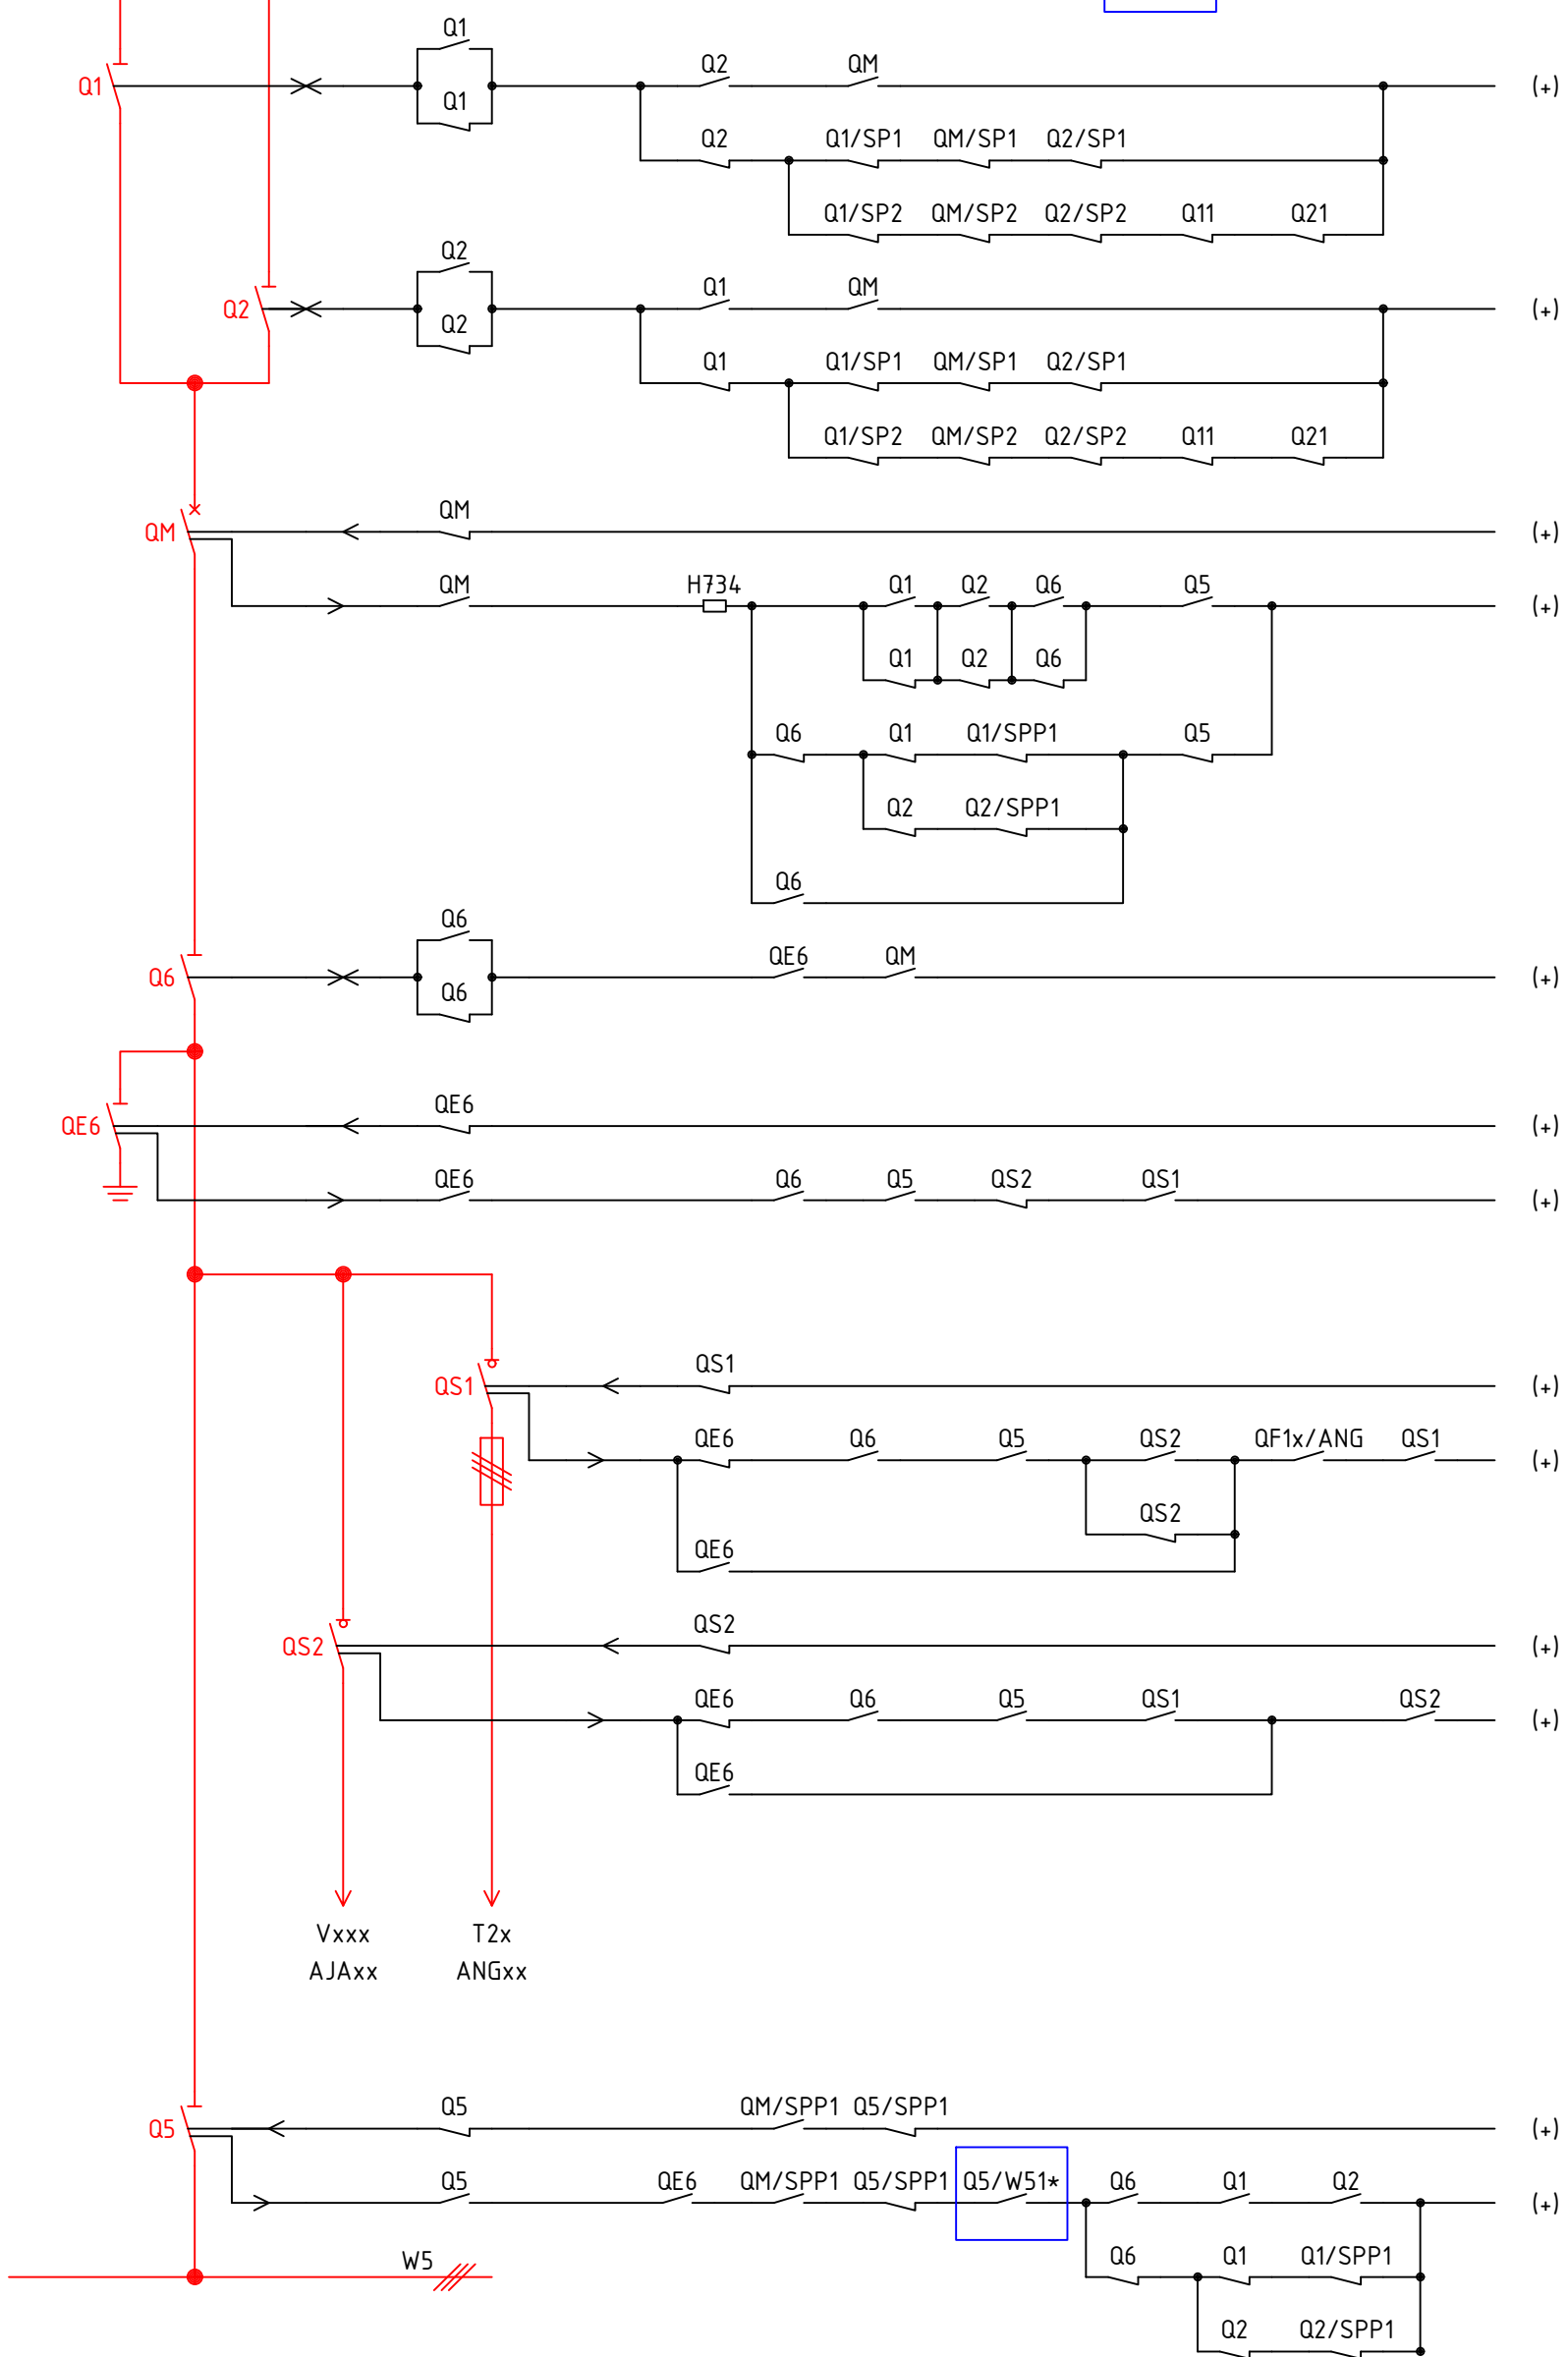 Q1
Q1 Q2 QM (+)
Q1
Q2 Q1/SP1 QM/SP1 Q2/SP1
Q1/SP2 QM/SP2 Q2/SP2 Q11 Q21
Q2
Q2 Q1 QM (+)
Q2
Q1 Q1/SP1 QM/SP1 Q2/SP1
Q1/SP2 QM/SP2 Q2/SP2 Q11 Q21
QM
QM (+)
QM H734 Q1 Q2 Q6 Q5 (+)
Q1 Q2 Q6
Q6 Q1 Q1/SPP1 Q5
Q2 Q2/SPP1
Q6
Q6
Q6 QE6 QM (+)
Q6
QE6
QE6 (+)
QE6 Q6 Q5 QS2 QS1 (+)
QS1
QS1 (+)
QE6 Q6 Q5 QS2 QF1x/ANG QS1 (+)
QS2
QE6
QS2
QS2 (+)
QE6 Q6 Q5 QS1 QS2 (+)
QE6
Vxxx T2x
AJAxx ANGxx
Q5 QM/SPP1 Q5/SPP1
Q5 (+)
Q5 QE6 QM/SPP1 Q5/SPP1 Q5/W51* Q6 Q1 Q2 (+)
W5 Q6 Q1 Q1/SPP1
Q2 Q2/SPP1